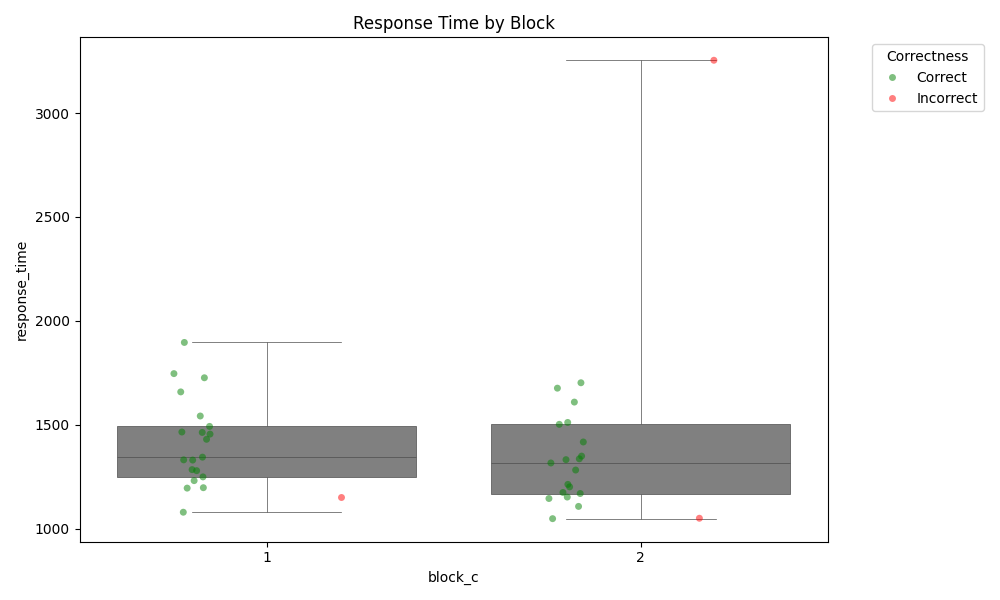 Response Time by Block
Correctness
Correct
Incorrect
3000
2500
2000
1500
1000
response_time
1
2
block_c